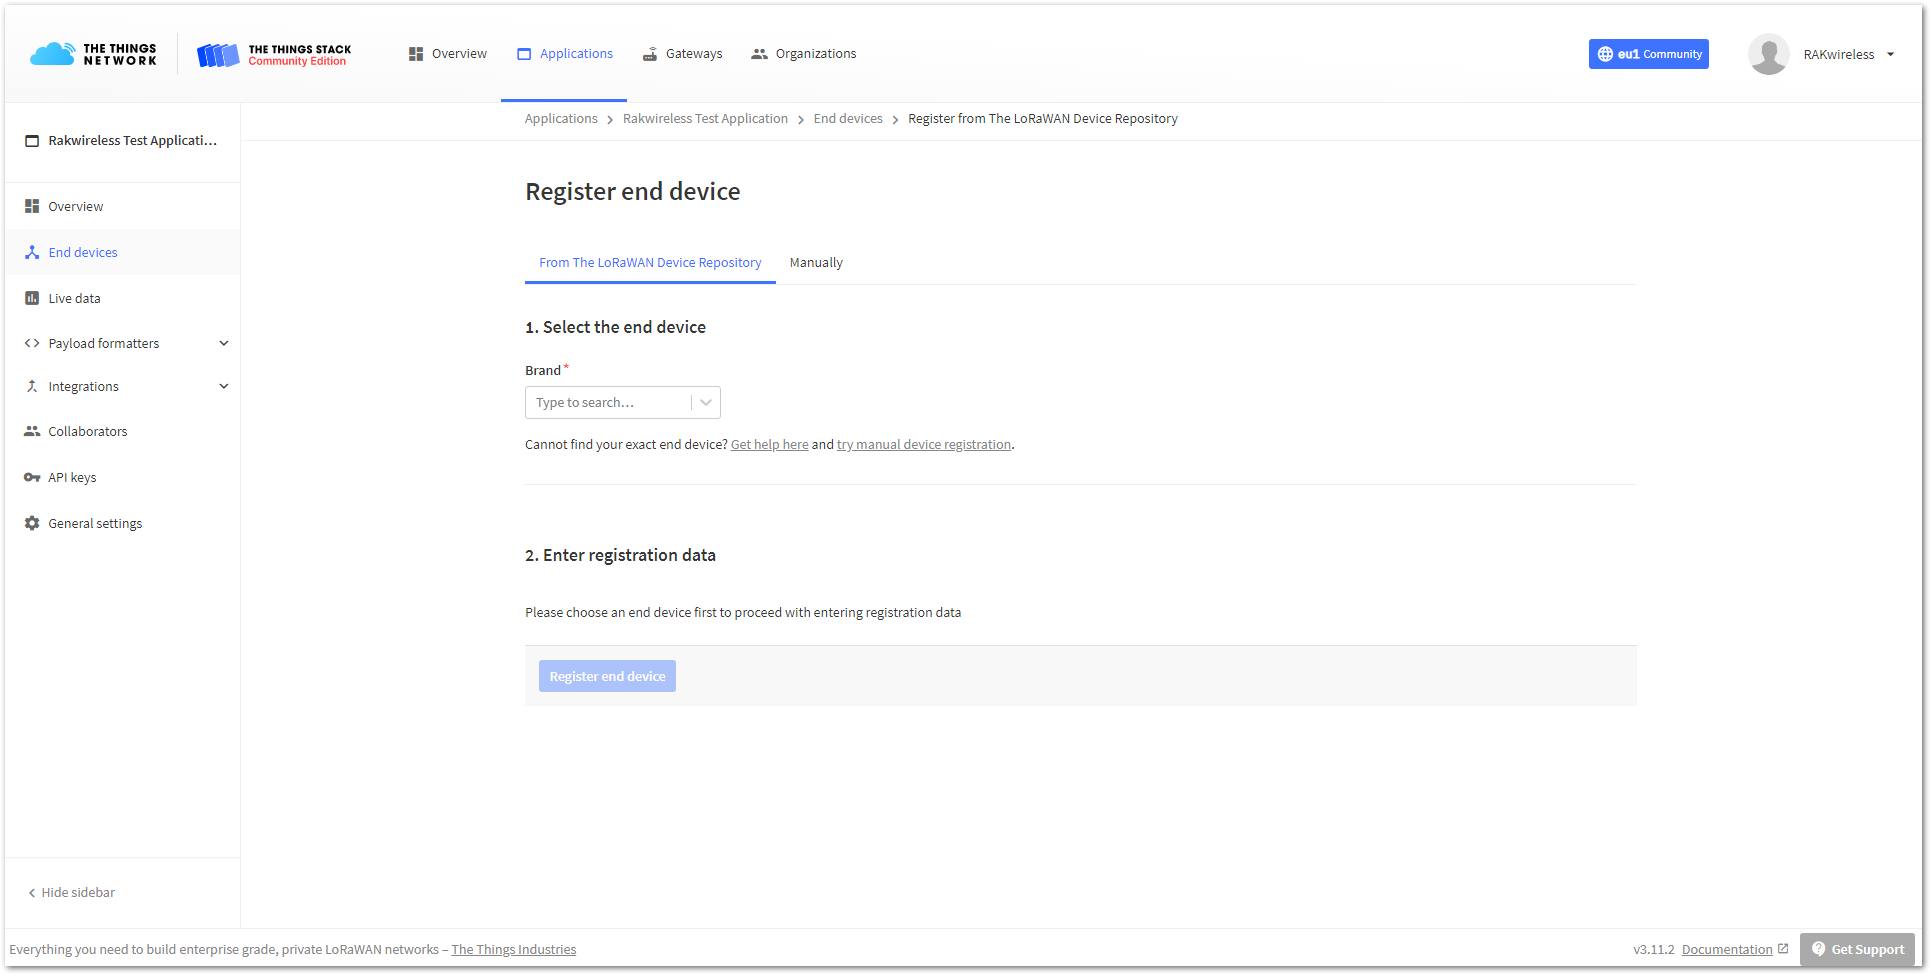 THE THINGS NETWORK
THE THINGS STACK
Community Edition
Overview
Applications
Gateways
Organizations
eu1 Community
RAKwireless
Rakwireless Test Applicati...
Overview
End devices
Live data
Payload formatters
Integrations
Collaborators
API keys
General settings
Hide sidebar
Applications > Rakwireless Test Application > End devices > Register from The LoRaWAN Device Repository
Register end device
From The LoRaWAN Device Repository
Manually
1. Select the end device
Brand *
Type to search...
Cannot find your exact end device? Get help here and try manual device registration.
2. Enter registration data
Please choose an end device first to proceed with entering registration data
Register end device
Everything you need to build enterprise grade, private LoRaWAN networks – The Things Industries
v3.11.2 Documentation
Get Support